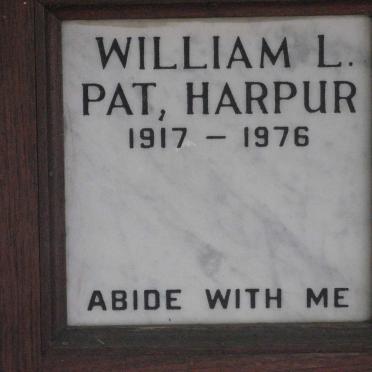 WILLIAM L.
PAT, HARPUR
1917 – 1976
ABIDE WITH ME